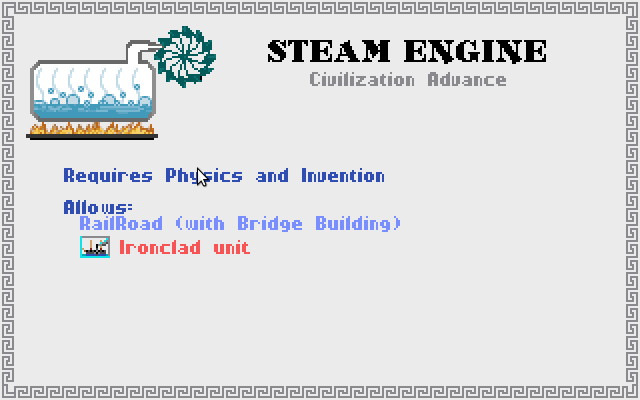 STEAM ENGINE
Civilization Advance
Requires Physics and Invention
Allows:
RailRoad (with Bridge Building)
Ironclad unit